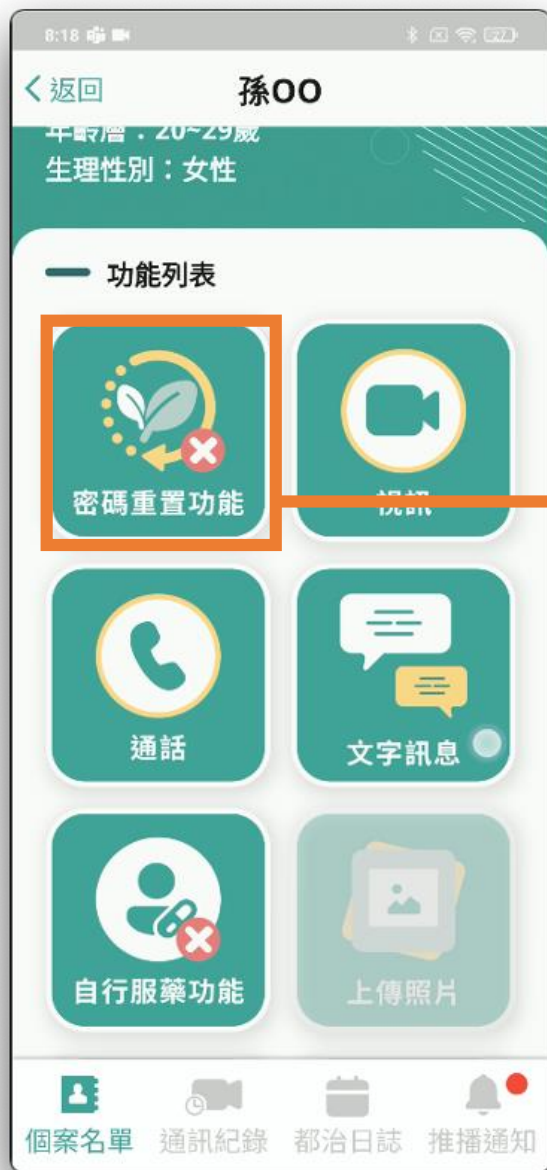 8:18
27
返回
孫OO
年齡層：20~29歲
生理性別：女性
功能列表
密碼重置功能
視訊
通話
文字訊息
自行服藥功能
上傳照片
個案名單
通訊紀錄
都治日誌
推播通知